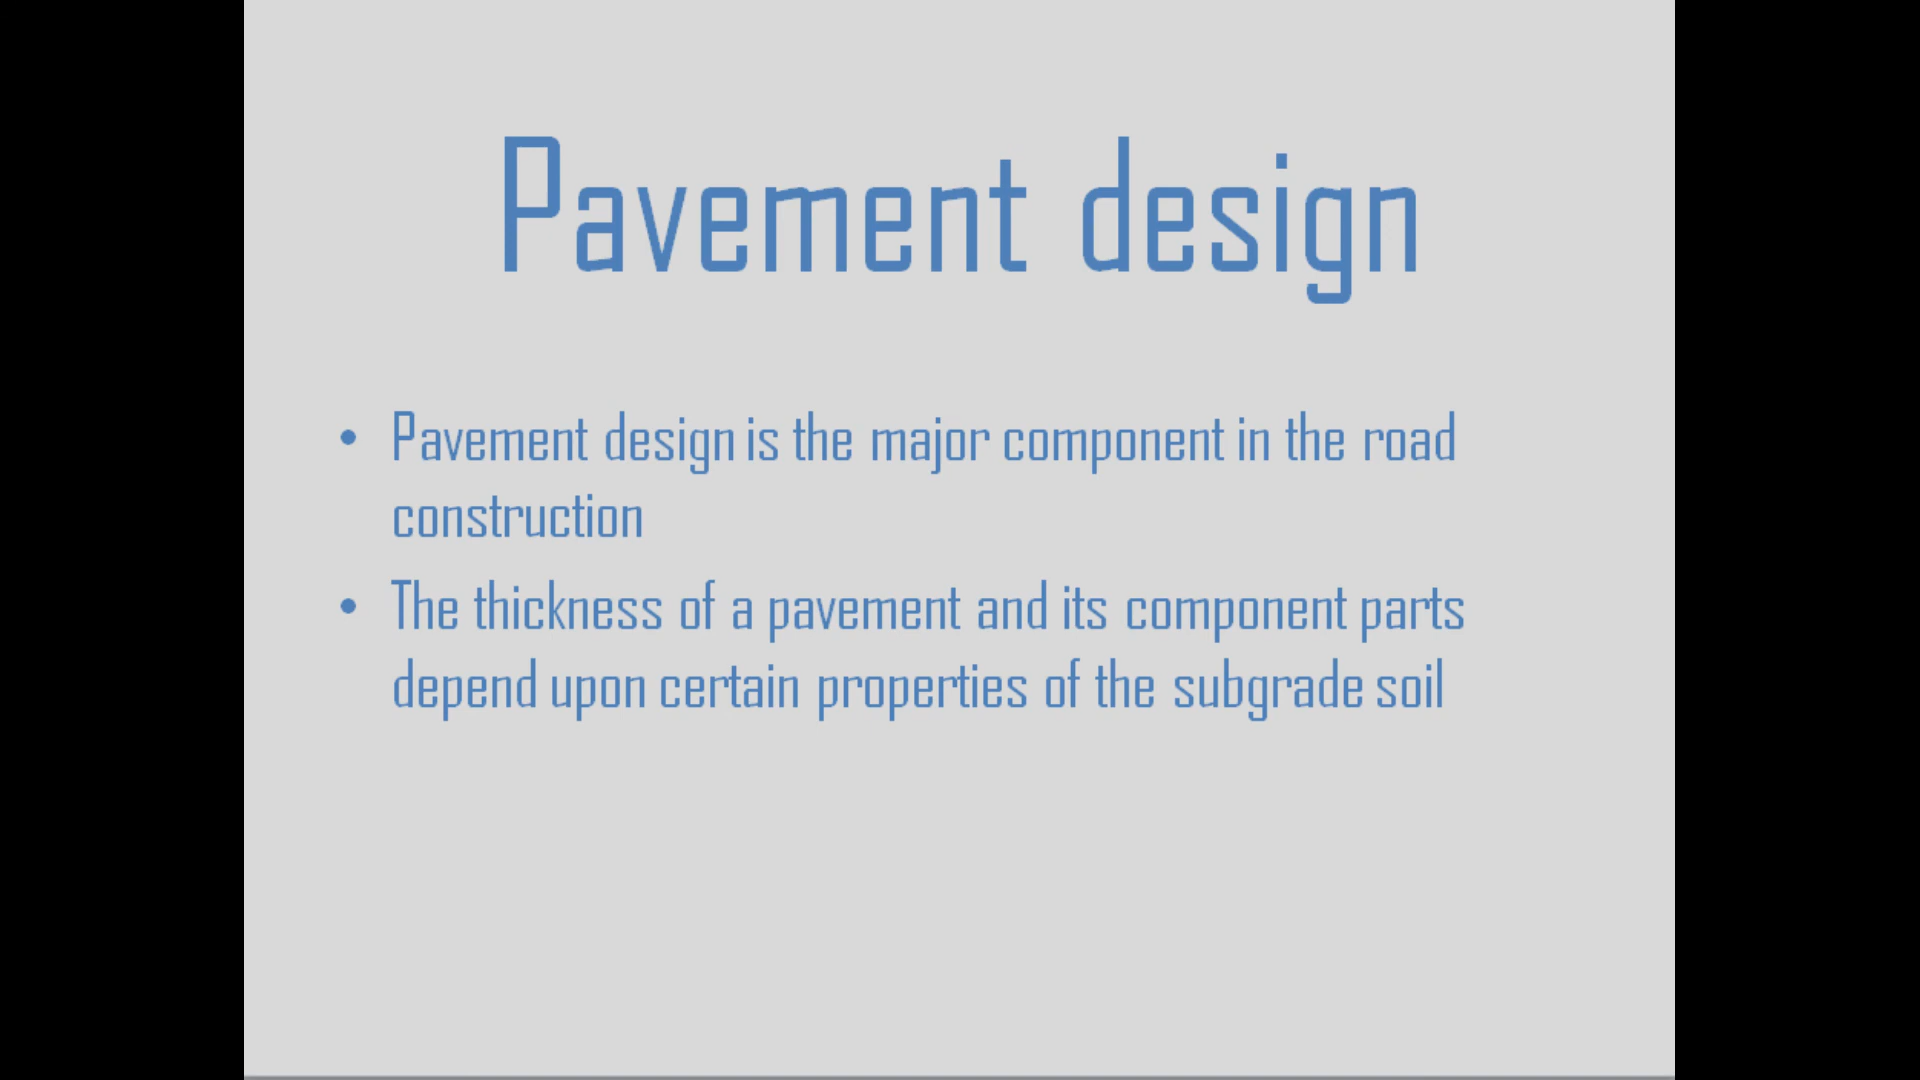 Pavement design
• Pavement design is the major component in the road
construction
• The thickness of a pavement and its component parts
depend upon certain properties of the subgrade soil